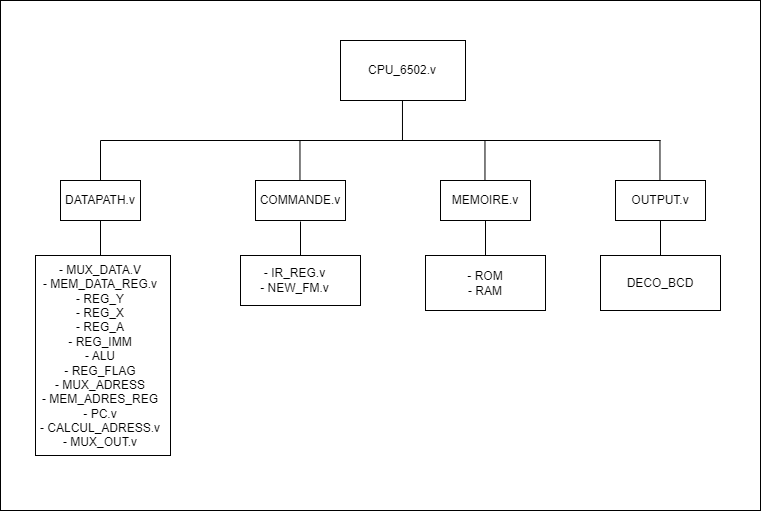 CPU_6502.v
DATAPATH.v
COMMANDE.v
MEMOIRE.v
OUTPUT.v
- MUX_DATA.V
- MEM_DATA_REG.v
- REG_Y
- REG_X
- REG_A
- REG_IMM
- ALU
- REG_FLAG
- MUX_ADRESS
- MEM_ADRES_REG
- PC.v
- CALCUL_ADRESS.v
- MUX_OUT.v
- IR_REG.v
- NEW_FM.v
- ROM
- RAM
DECO_BCD